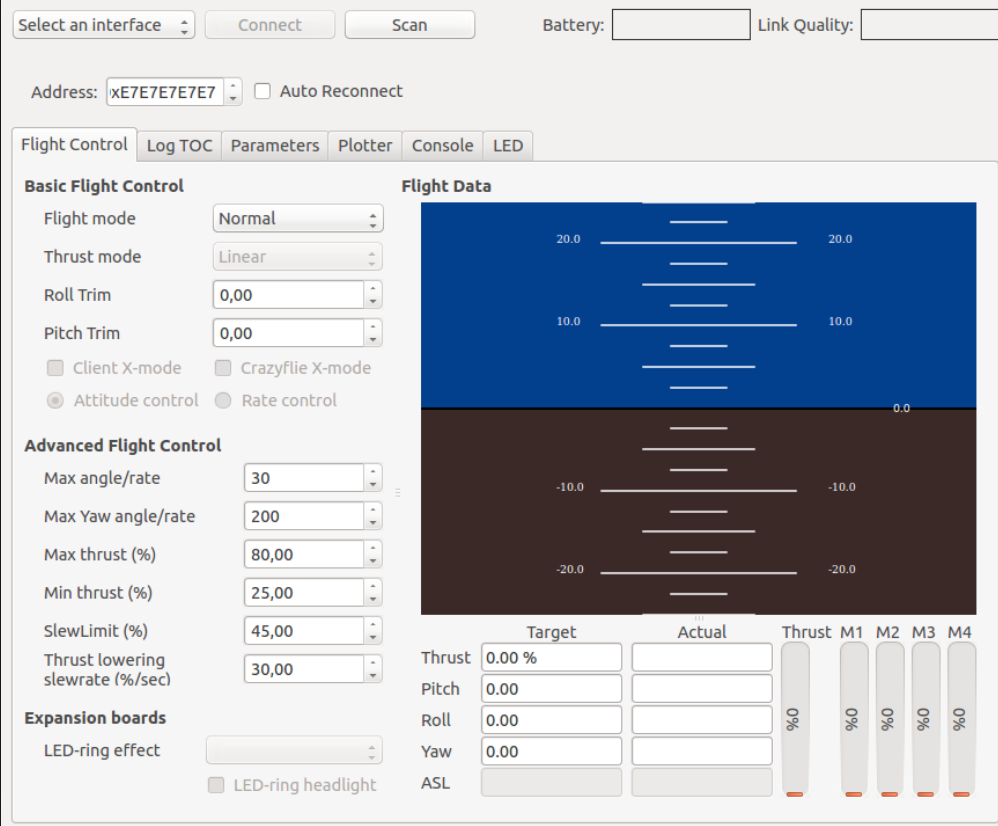 Select an interface Connect Scan Battery: Link Quality:
Address: xE7E7E7E7E7 Auto Reconnect
Flight Control Log TOC Parameters Plotter Console LED
Basic Flight Control
Flight mode Normal
Thrust mode Linear
Roll Trim 0,00
Pitch Trim 0,00
Client X-mode Crazyflie X-mode
Attitude control Rate control
Advanced Flight Control
Max angle/rate 30
Max Yaw angle/rate 200
Max thrust (%) 80,00
Min thrust (%) 25,00
SlewLimit (%) 45,00
Thrust lowering
slewrate (%/sec) 30,00
Expansion boards
LED-ring effect
LED-ring headlight
Flight Data
20.0 20.0
10.0 10.0
0.0
-10.0 -10.0
-20.0 -20.0
Target Actual Thrust M1 M2 M3 M4
Thrust 0.00 %
Pitch 0.00
Roll 0.00
Yaw 0.00
ASL
0% 0% 0% 0% 0%